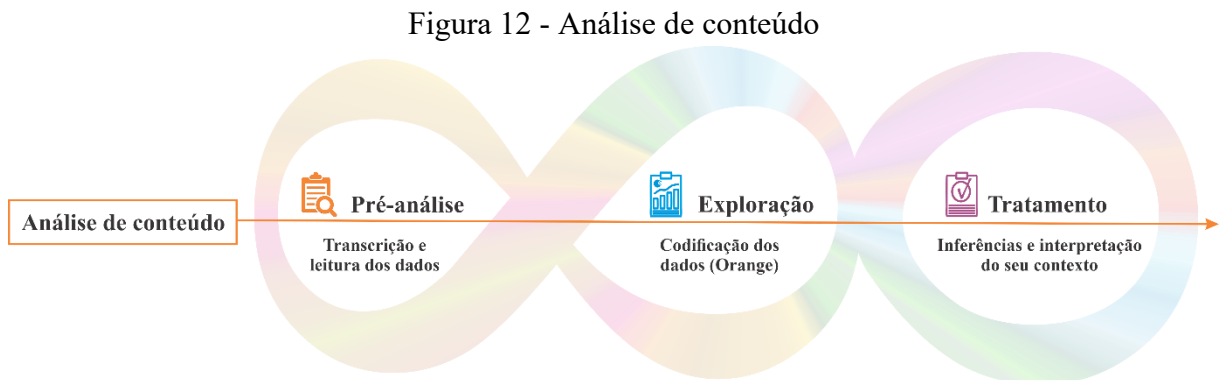 Figura 12 - Análise de conteúdo
Análise de conteúdo
Pré-análise
Transcrição e
leitura dos dados
Exploração
Codificação dos
dados (Orange)
Tratamento
Inferências e interpretação
do seu contexto